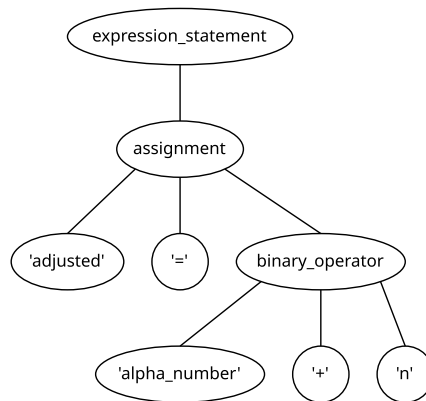 expression_statement
assignment
'adjusted' '=' binary_operator
'alpha_number' '+' 'n'